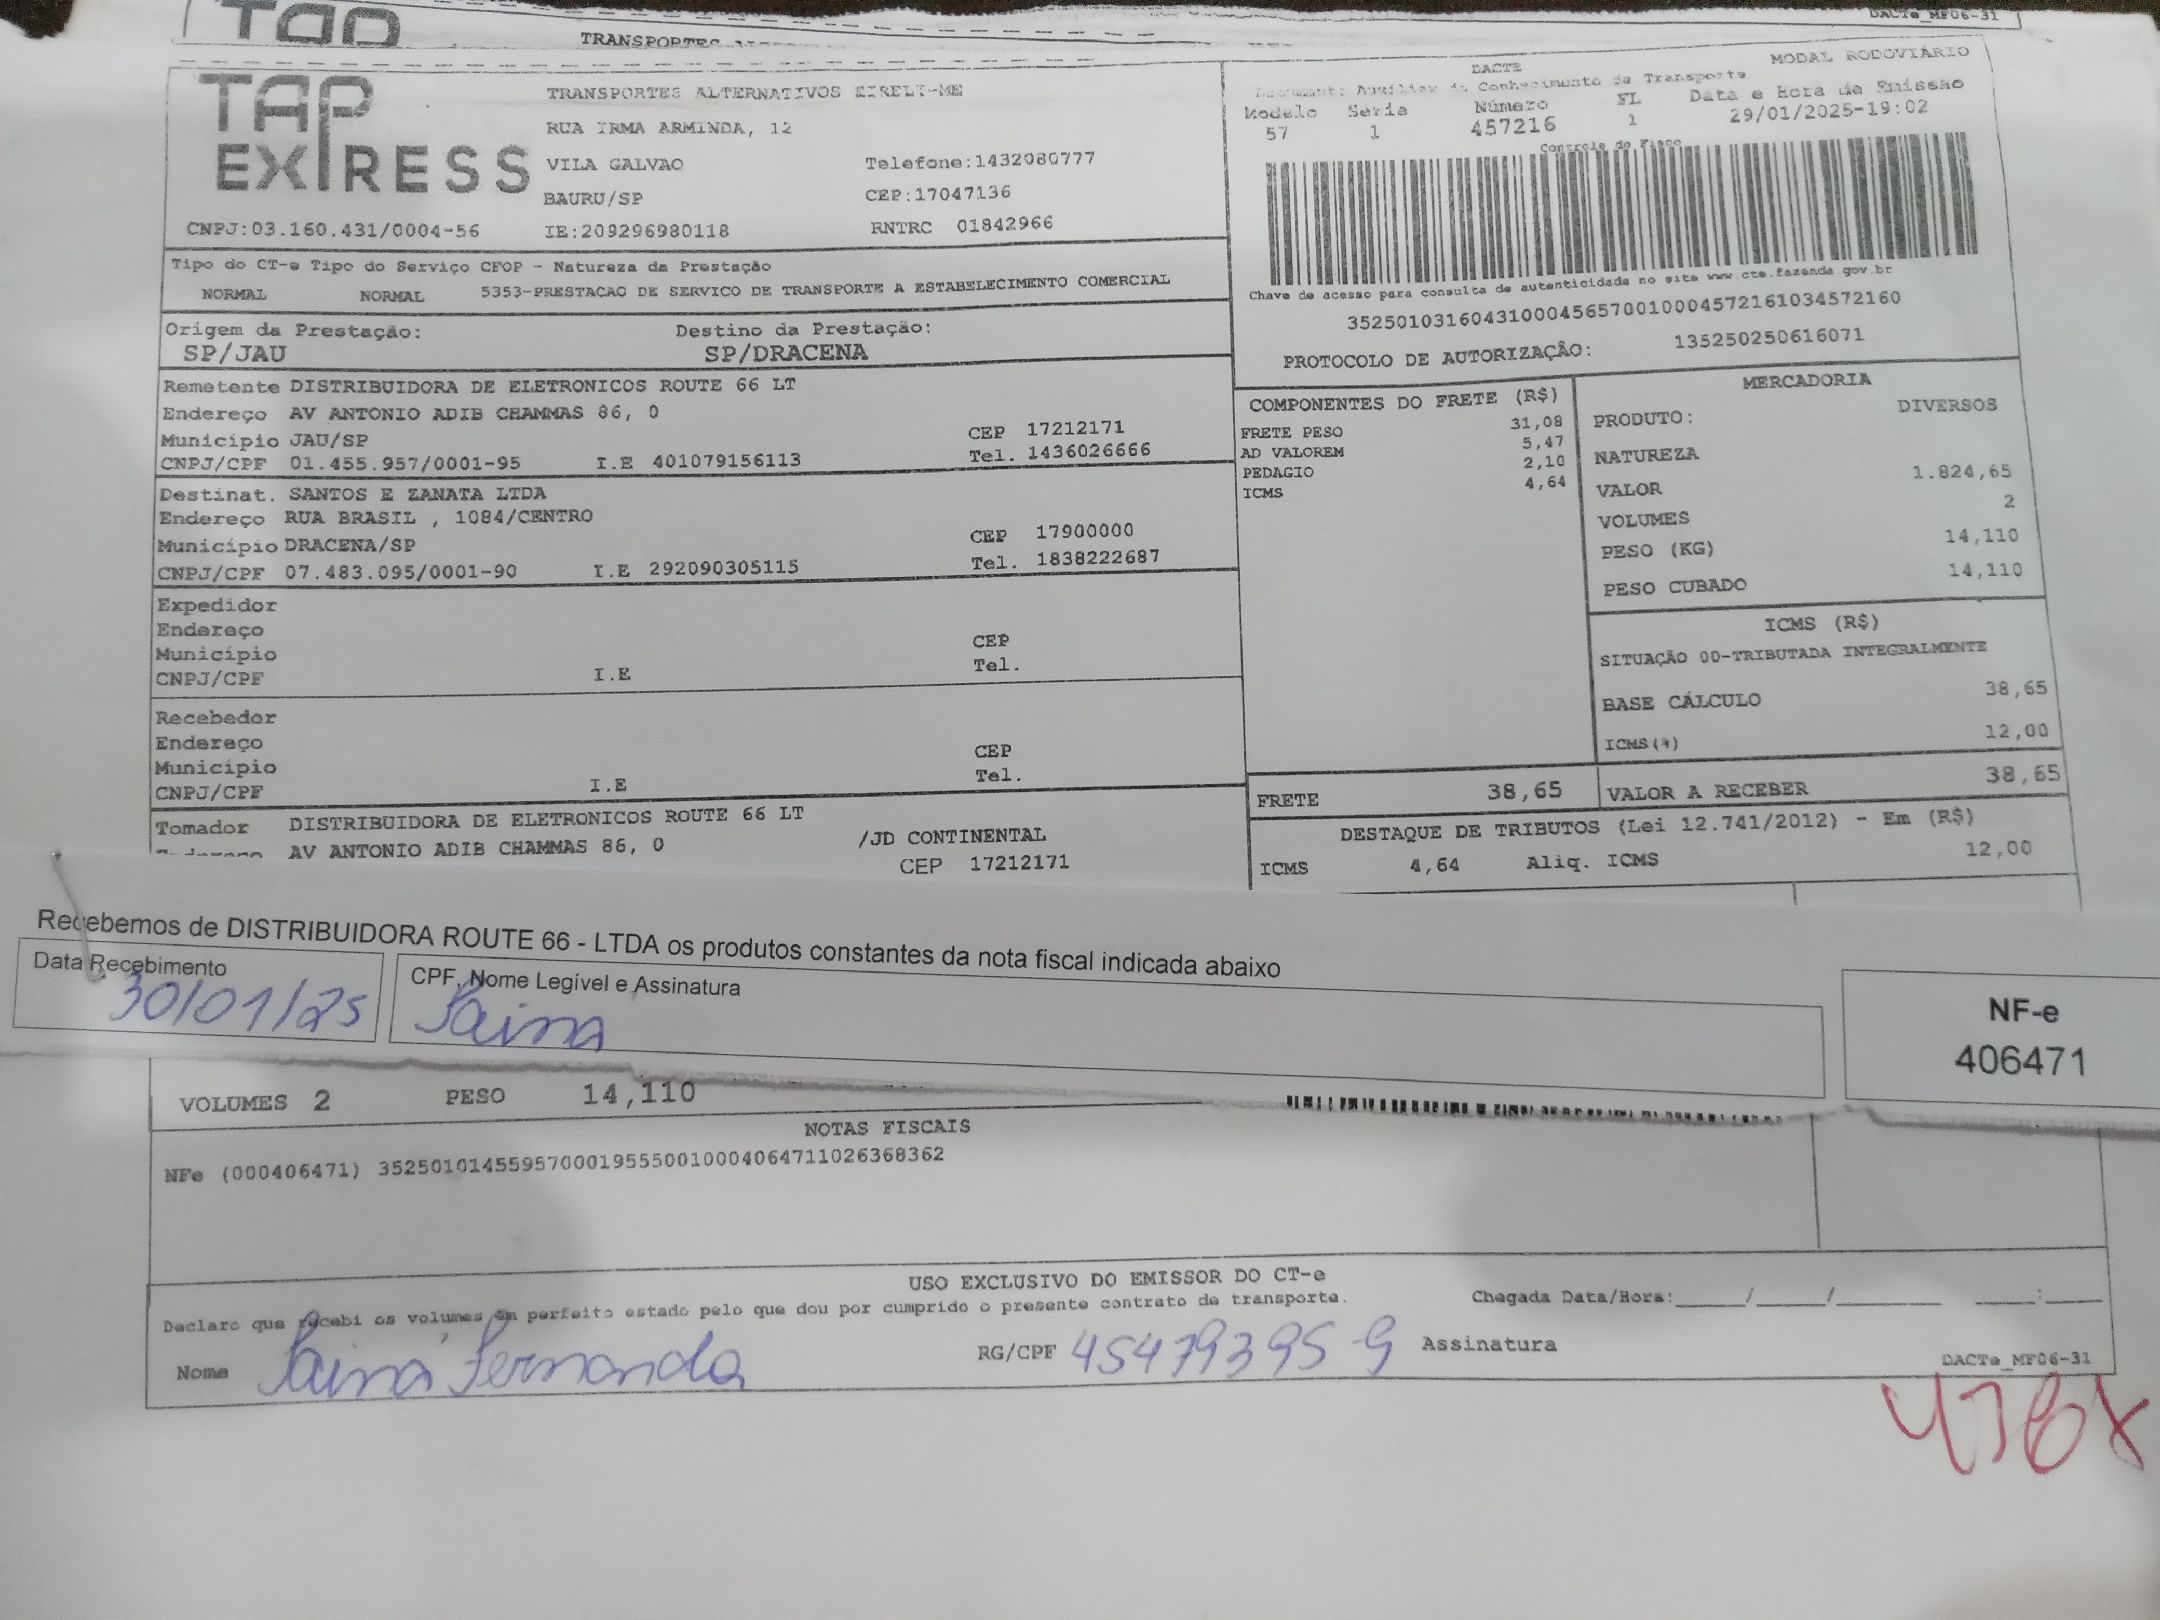 DACTe_MF06-31
TAP EXPRESS
TRANSPORTES ALTERNATIVOS EIRELI-ME
RUA IRMA ARMINDA, 12
VILA GALVAO Telefone:1432080777
BAURU/SP CEP:17047136
CNPJ:03.160.431/0004-56 IE:209296980118 RNTRC 01842966
DACTE MODAL RODOVIÁRIO
Documento Auxiliar do Conhecimento de Transporte
Modelo Série Número FL Data e Hora de Emissão
57 1 457216 1 29/01/2025-19:02
Controle do Fisco
Chave de acesso para consulta de autenticidade no site www.cte.fazenda.gov.br
35250103160431000456570010004572161034572160
PROTOCOLO DE AUTORIZAÇÃO: 135250250616071
Tipo do CT-e Tipo do Serviço CFOP - Natureza da Prestação
NORMAL NORMAL 5353-PRESTACAO DE SERVICO DE TRANSPORTE A ESTABELECIMENTO COMERCIAL
Origem da Prestação: Destino da Prestação:
SP/JAU SP/DRACENA
Remetente DISTRIBUIDORA DE ELETRONICOS ROUTE 66 LT
Endereço AV ANTONIO ADIB CHAMMAS 86, 0
Município JAU/SP CEP 17212171
CNPJ/CPF 01.455.957/0001-95 I.E 401079156113 Tel. 1436026666
Destinat. SANTOS E ZANATA LTDA
Endereço RUA BRASIL , 1084/CENTRO
Município DRACENA/SP CEP 17900000
CNPJ/CPF 07.483.095/0001-90 I.E 292090305115 Tel. 1838222687
Expedidor
Endereço
Município CEP
CNPJ/CPF I.E Tel.
Recebedor
Endereço
Município CEP
CNPJ/CPF I.E Tel.
Tomador DISTRIBUIDORA DE ELETRONICOS ROUTE 66 LT
AV ANTONIO ADIB CHAMMAS 86, 0 /JD CONTINENTAL
CEP 17212171
COMPONENTES DO FRETE (R$)
FRETE PESO 31,08
AD VALOREM 5,47
PEDAGIO 2,10
ICMS 4,64
MERCADORIA
PRODUTO: DIVERSOS
NATUREZA
VALOR 1.824,65
VOLUMES 2
PESO (KG) 14,110
PESO CUBADO 14,110
ICMS (R$)
SITUAÇÃO 00-TRIBUTADA INTEGRALMENTE
BASE CÁLCULO 38,65
ICMS(%) 12,00
FRETE 38,65 VALOR A RECEBER 38,65
DESTAQUE DE TRIBUTOS (Lei 12.741/2012) - Em (R$)
ICMS 4,64 Aliq. ICMS 12,00
Recebemos de DISTRIBUIDORA ROUTE 66 - LTDA os produtos constantes da nota fiscal indicada abaixo
Data Recebimento CPF, Nome Legível e Assinatura
30/01/25
NF-e
406471
VOLUMES 2 PESO 14,110
NOTAS FISCAIS
NFe (000406471) 35250101455957000195550010004064711026368362
USO EXCLUSIVO DO EMISSOR DO CT-e
Declaro que recebi os volumes em perfeito estado pelo que dou por cumprido o presente contrato de transporte. Chegada Data/Hora:____/____/______ ____:____
Nome Fernanda RG/CPF 45479395-9 Assinatura
DACTe_MF06-31